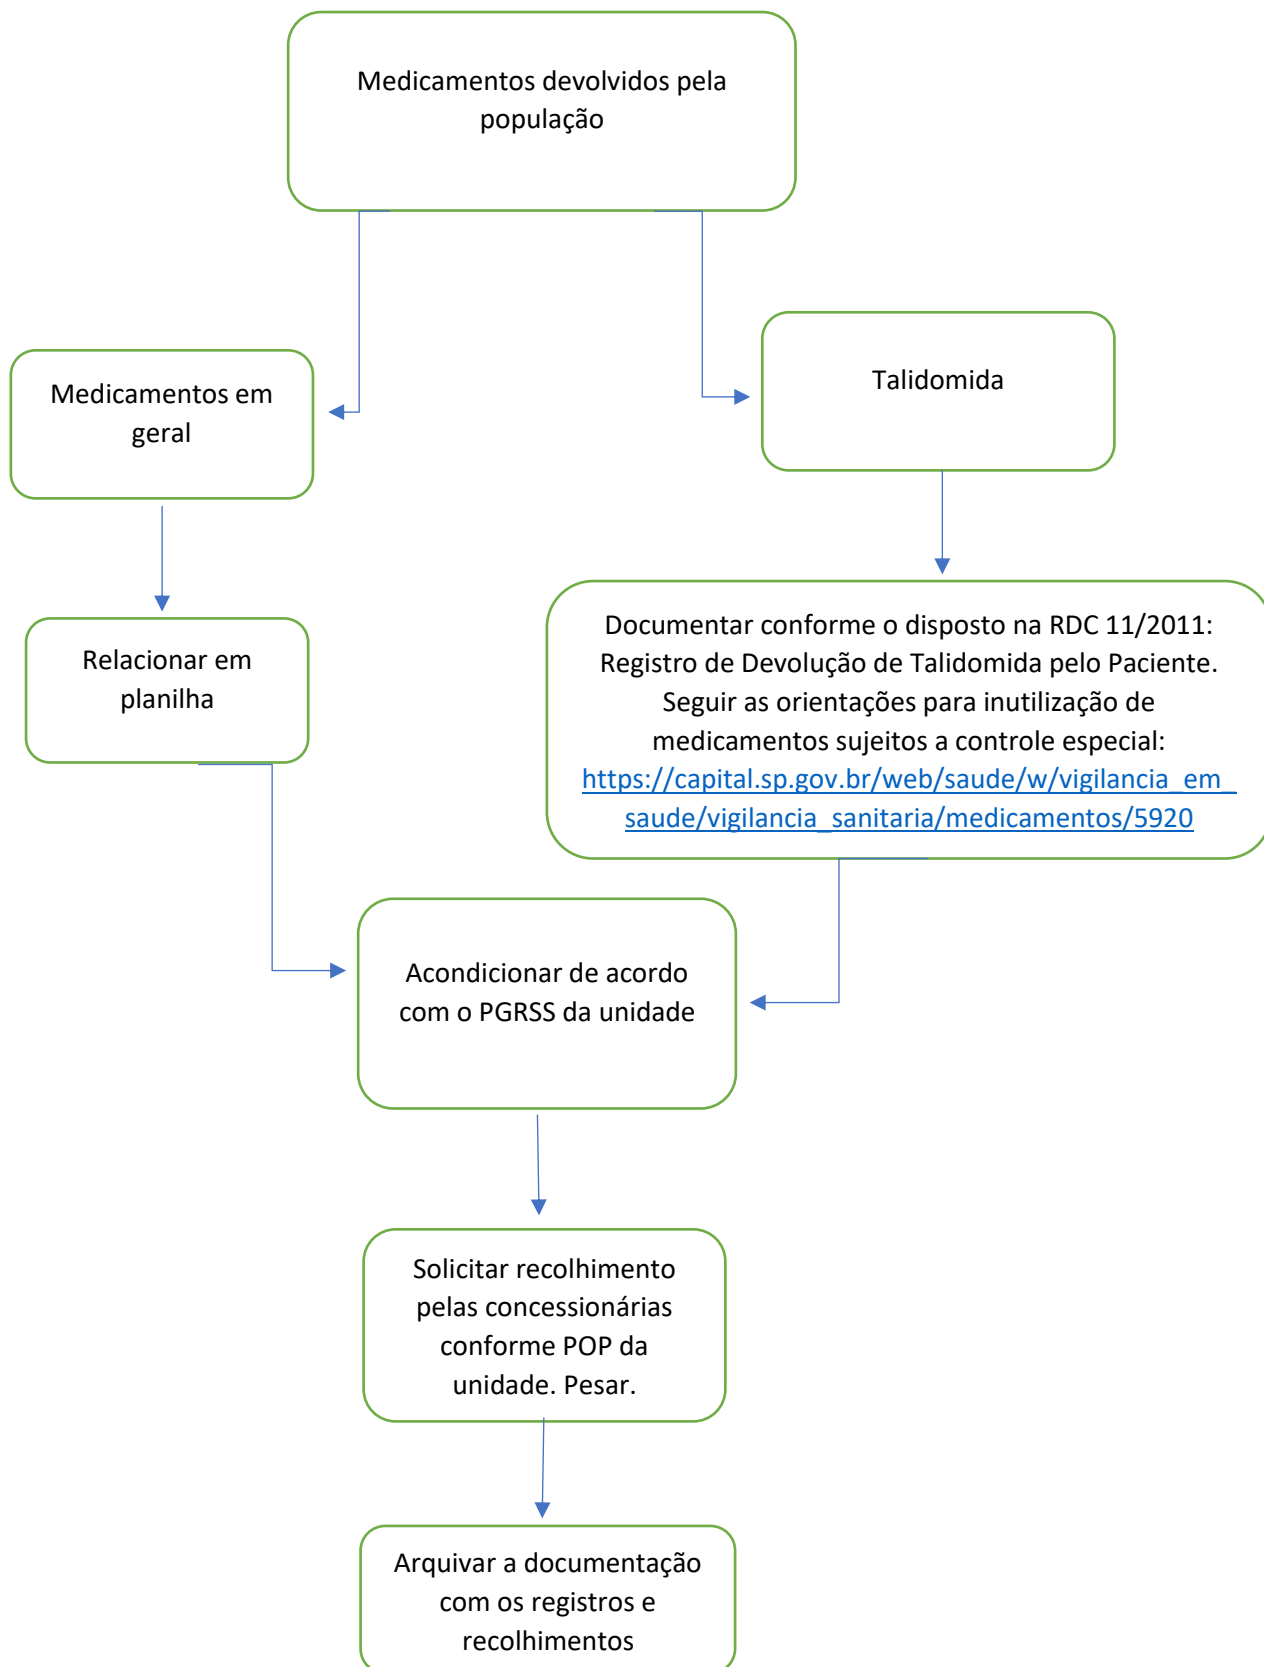 Medicamentos devolvidos pela
população
Medicamentos em
geral
Talidomida
Relacionar em
planilha
Documentar conforme o disposto na RDC 11/2011:
Registro de Devolução de Talidomida pelo Paciente.
Seguir as orientações para inutilização de
medicamentos sujeitos a controle especial:
https://capital.sp.gov.br/web/saude/w/vigilancia_em_
saude/vigilancia_sanitaria/medicamentos/5920
Acondicionar de acordo
com o PGRSS da unidade
Solicitar recolhimento
pelas concessionárias
conforme POP da
unidade. Pesar.
Arquivar a documentação
com os registros e
recolhimentos